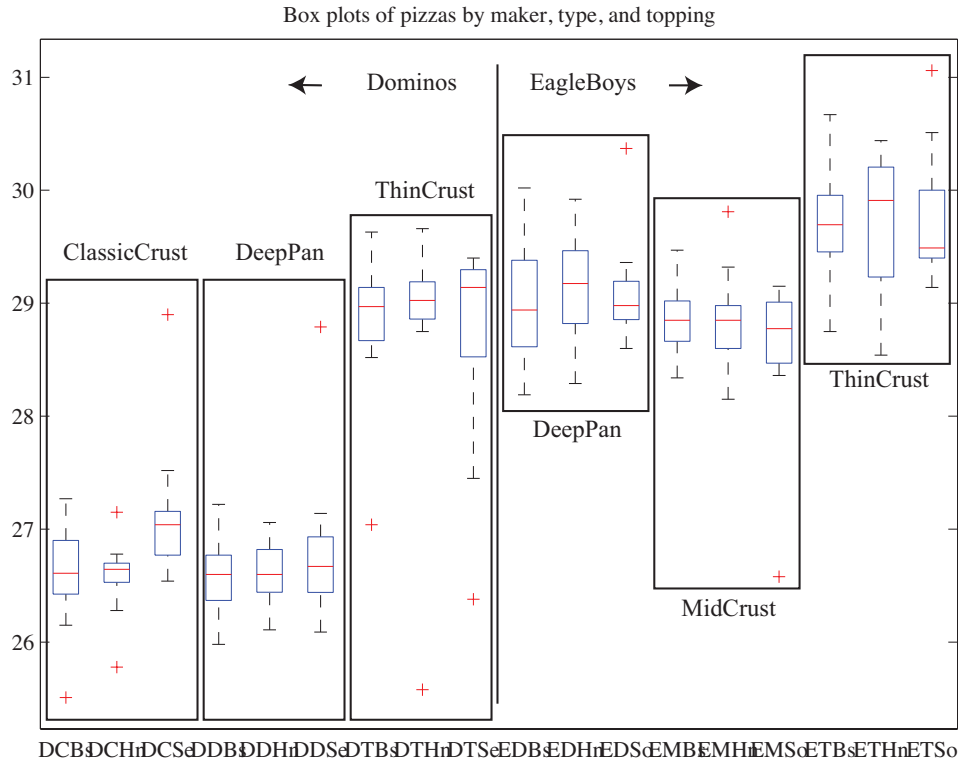 Box plots of pizzas by maker, type, and topping
31
30
29
28
27
26
Dominos
EagleBoys
ThinCrust
ClassicCrust
DeepPan
ThinCrust
DeepPan
MidCrust
DCBs DCHn DCSe DDBs DDHn DDSe DTBs DTHn DTSe EDBs EDHn EDSo EMBs EMHn EMSo ETBs ETHn ETSo